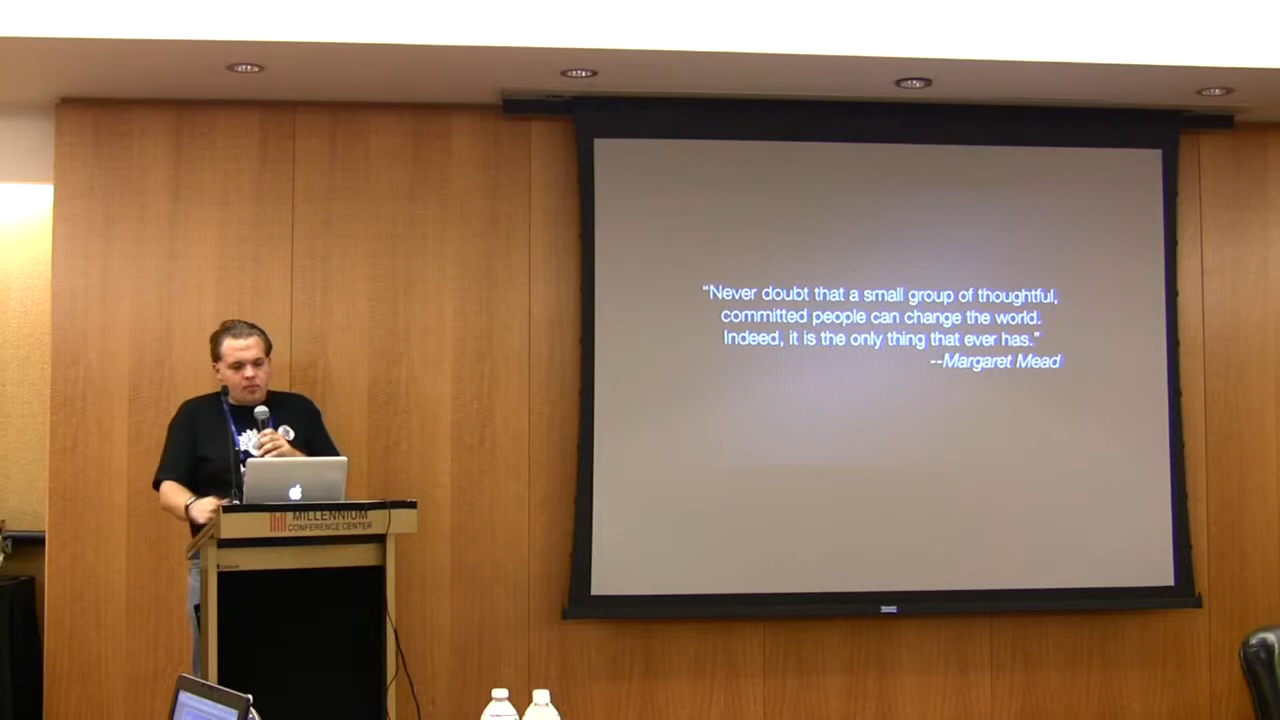 “Never doubt that a small group of thoughtful,
committed people can change the world.
Indeed, it is the only thing that ever has.”
--Margaret Mead
MILLENNIUM
CONFERENCE CENTER